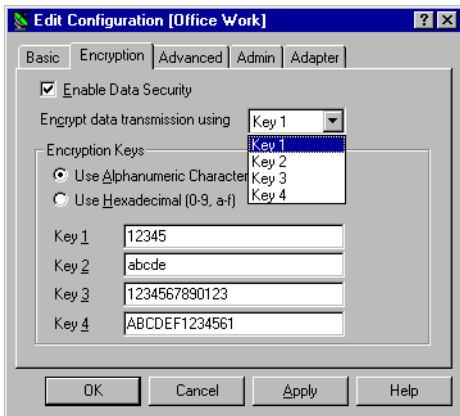 Edit Configuration [Office Work]
Basic Encryption Advanced Admin Adapter
Enable Data Security
Encrypt data transmission using Key 1
Key 1
Key 2
Key 3
Key 4
Encryption Keys
Use Alphanumeric Character
Use Hexadecimal (0-9, a-f)
Key 1 12345
Key 2 abcde
Key 3 1234567890123
Key 4 ABCDEF1234561
OK Cancel Apply Help